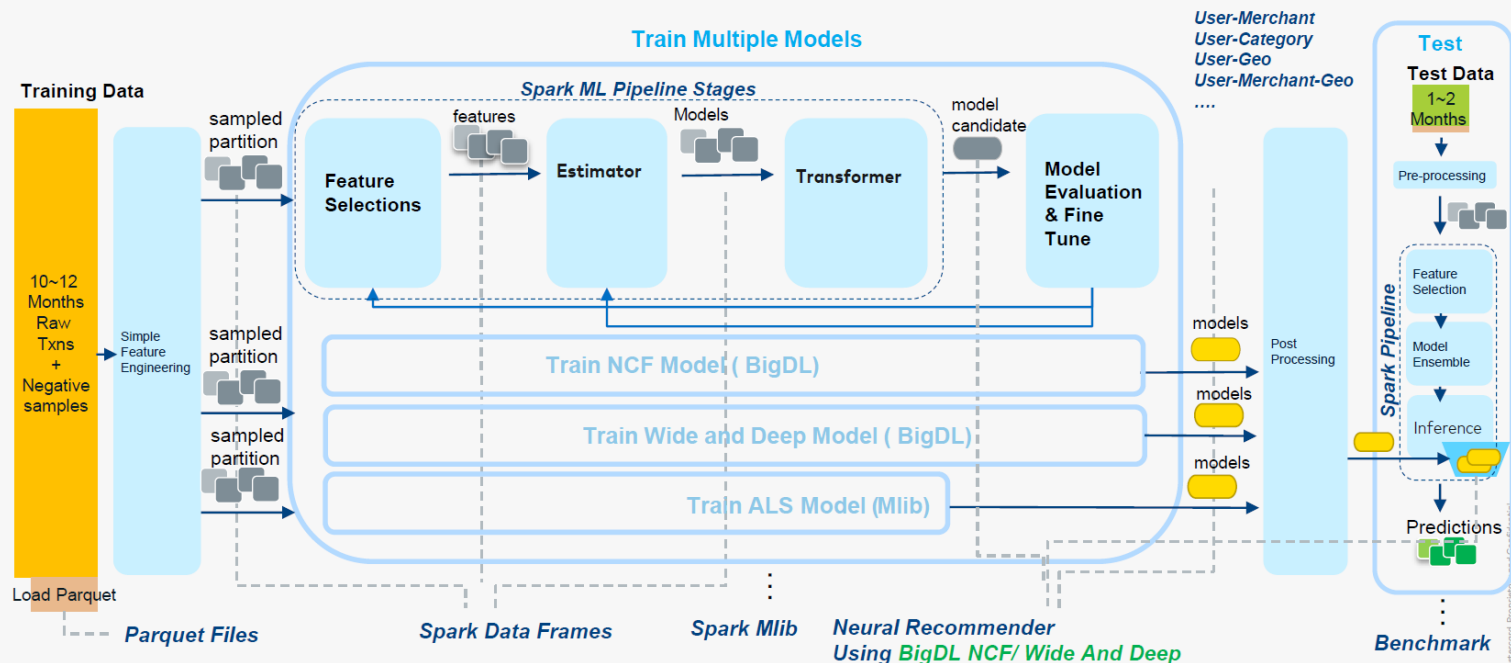 Train Multiple Models
User-Merchant
User-Category
User-Geo
User-Merchant-Geo
....
Test
Training Data
Test Data
1~2
Months
Spark ML Pipeline Stages
sampled
partition
features
Models
model
candidate
Feature
Selections
Estimator
Transformer
Model
Evaluation
& Fine
Tune
Pre-processing
10~12
Months
Raw
Txns
+
Negative
samples
Simple
Feature
Engineering
sampled
partition
sampled
partition
Train NCF Model ( BigDL)
Train Wide and Deep Model ( BigDL)
Train ALS Model (Mlib)
models
models
models
Post
Processing
Spark Pipeline
Feature
Selection
Model
Ensemble
Inference
Predictions
Load Parquet
Parquet Files
Spark Data Frames
Spark Mlib
Neural Recommender
Using BigDL NCF/ Wide And Deep
Benchmark